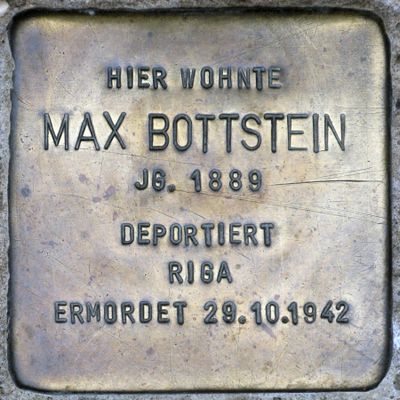 HIER WOHNTE
MAX BOTTSTEIN
JG. 1889
DEPORTIERT
RIGA
ERMORDET 29.10.1942